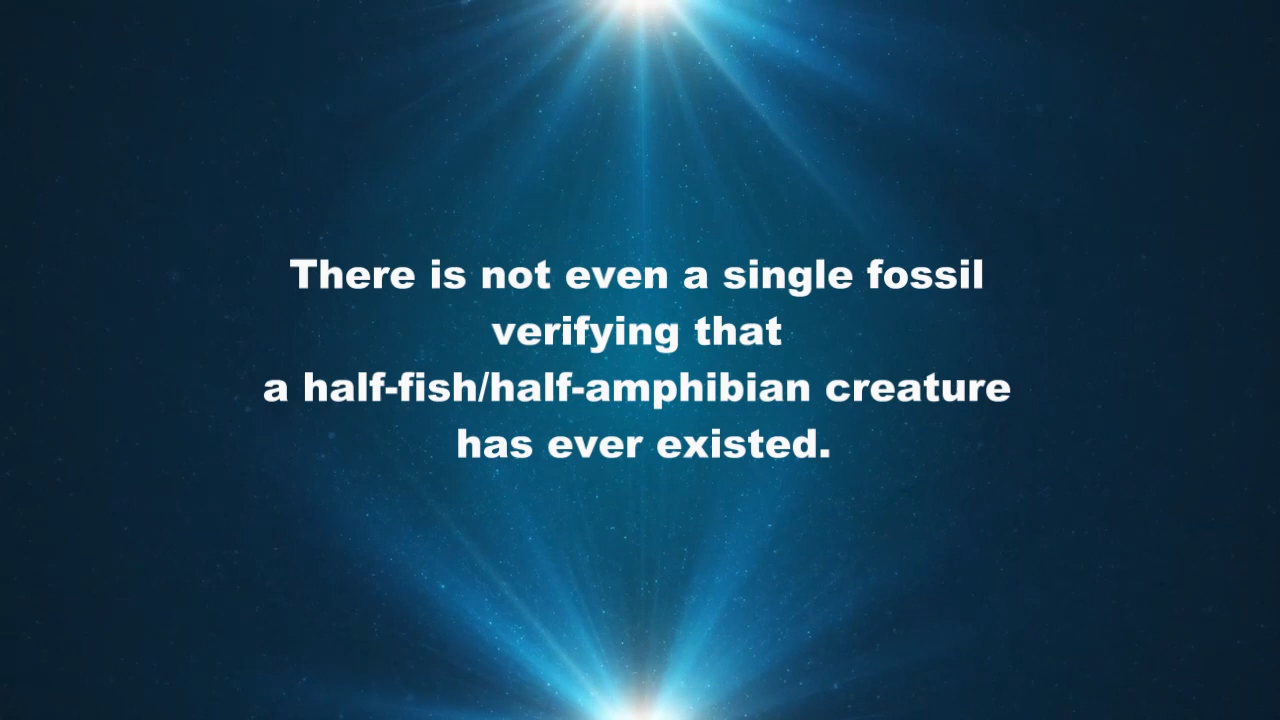 There is not even a single fossil
verifying that
a half-fish/half-amphibian creature
has ever existed.